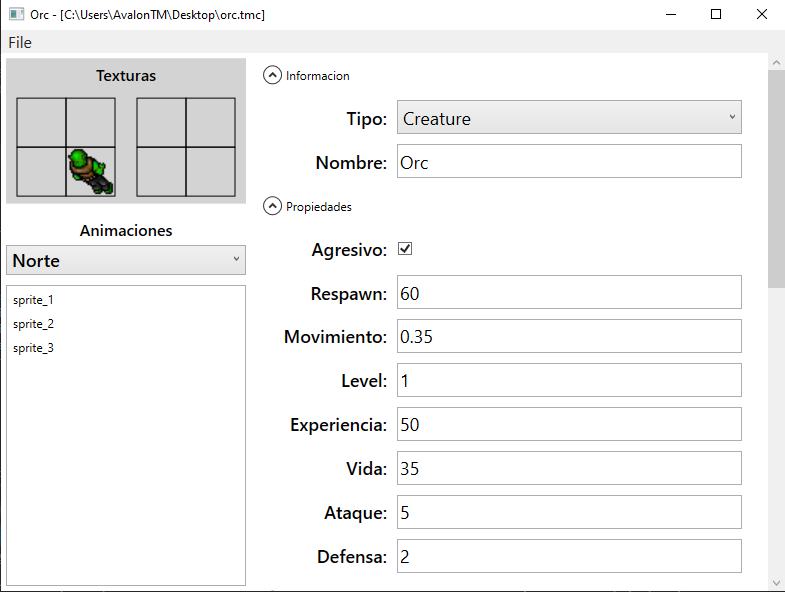 Orc - [C:\Users\AvalonTM\Desktop\orc.tmc]
File
Texturas
Animaciones
Norte
sprite_1
sprite_2
sprite_3
Informacion
Tipo: Creature
Nombre: Orc
Propiedades
Agresivo:
Respawn: 60
Movimiento: 0.35
Level: 1
Experiencia: 50
Vida: 35
Ataque: 5
Defensa: 2